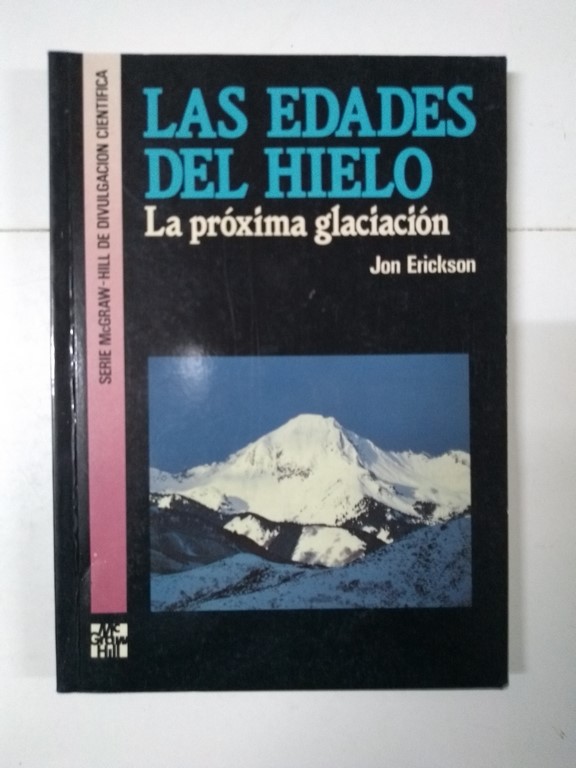 LAS EDADES
DEL HIELO
La próxima glaciación
Jon Erickson
SERIE McGRAW-HILL DE DIVULGACION CIENTIFICA
Mc
Graw
Hill